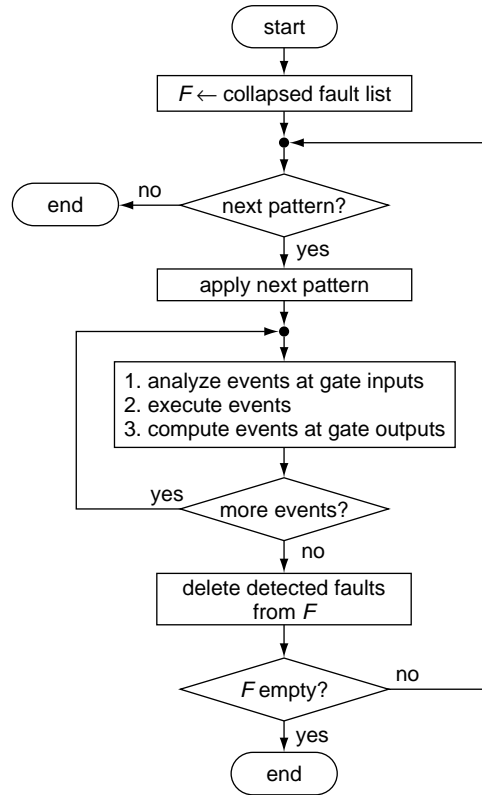 start
F ← collapsed fault list
no
end
next pattern?
yes
apply next pattern
1. analyze events at gate inputs
2. execute events
3. compute events at gate outputs
yes
more events?
no
delete detected faults
from F
no
F empty?
yes
end